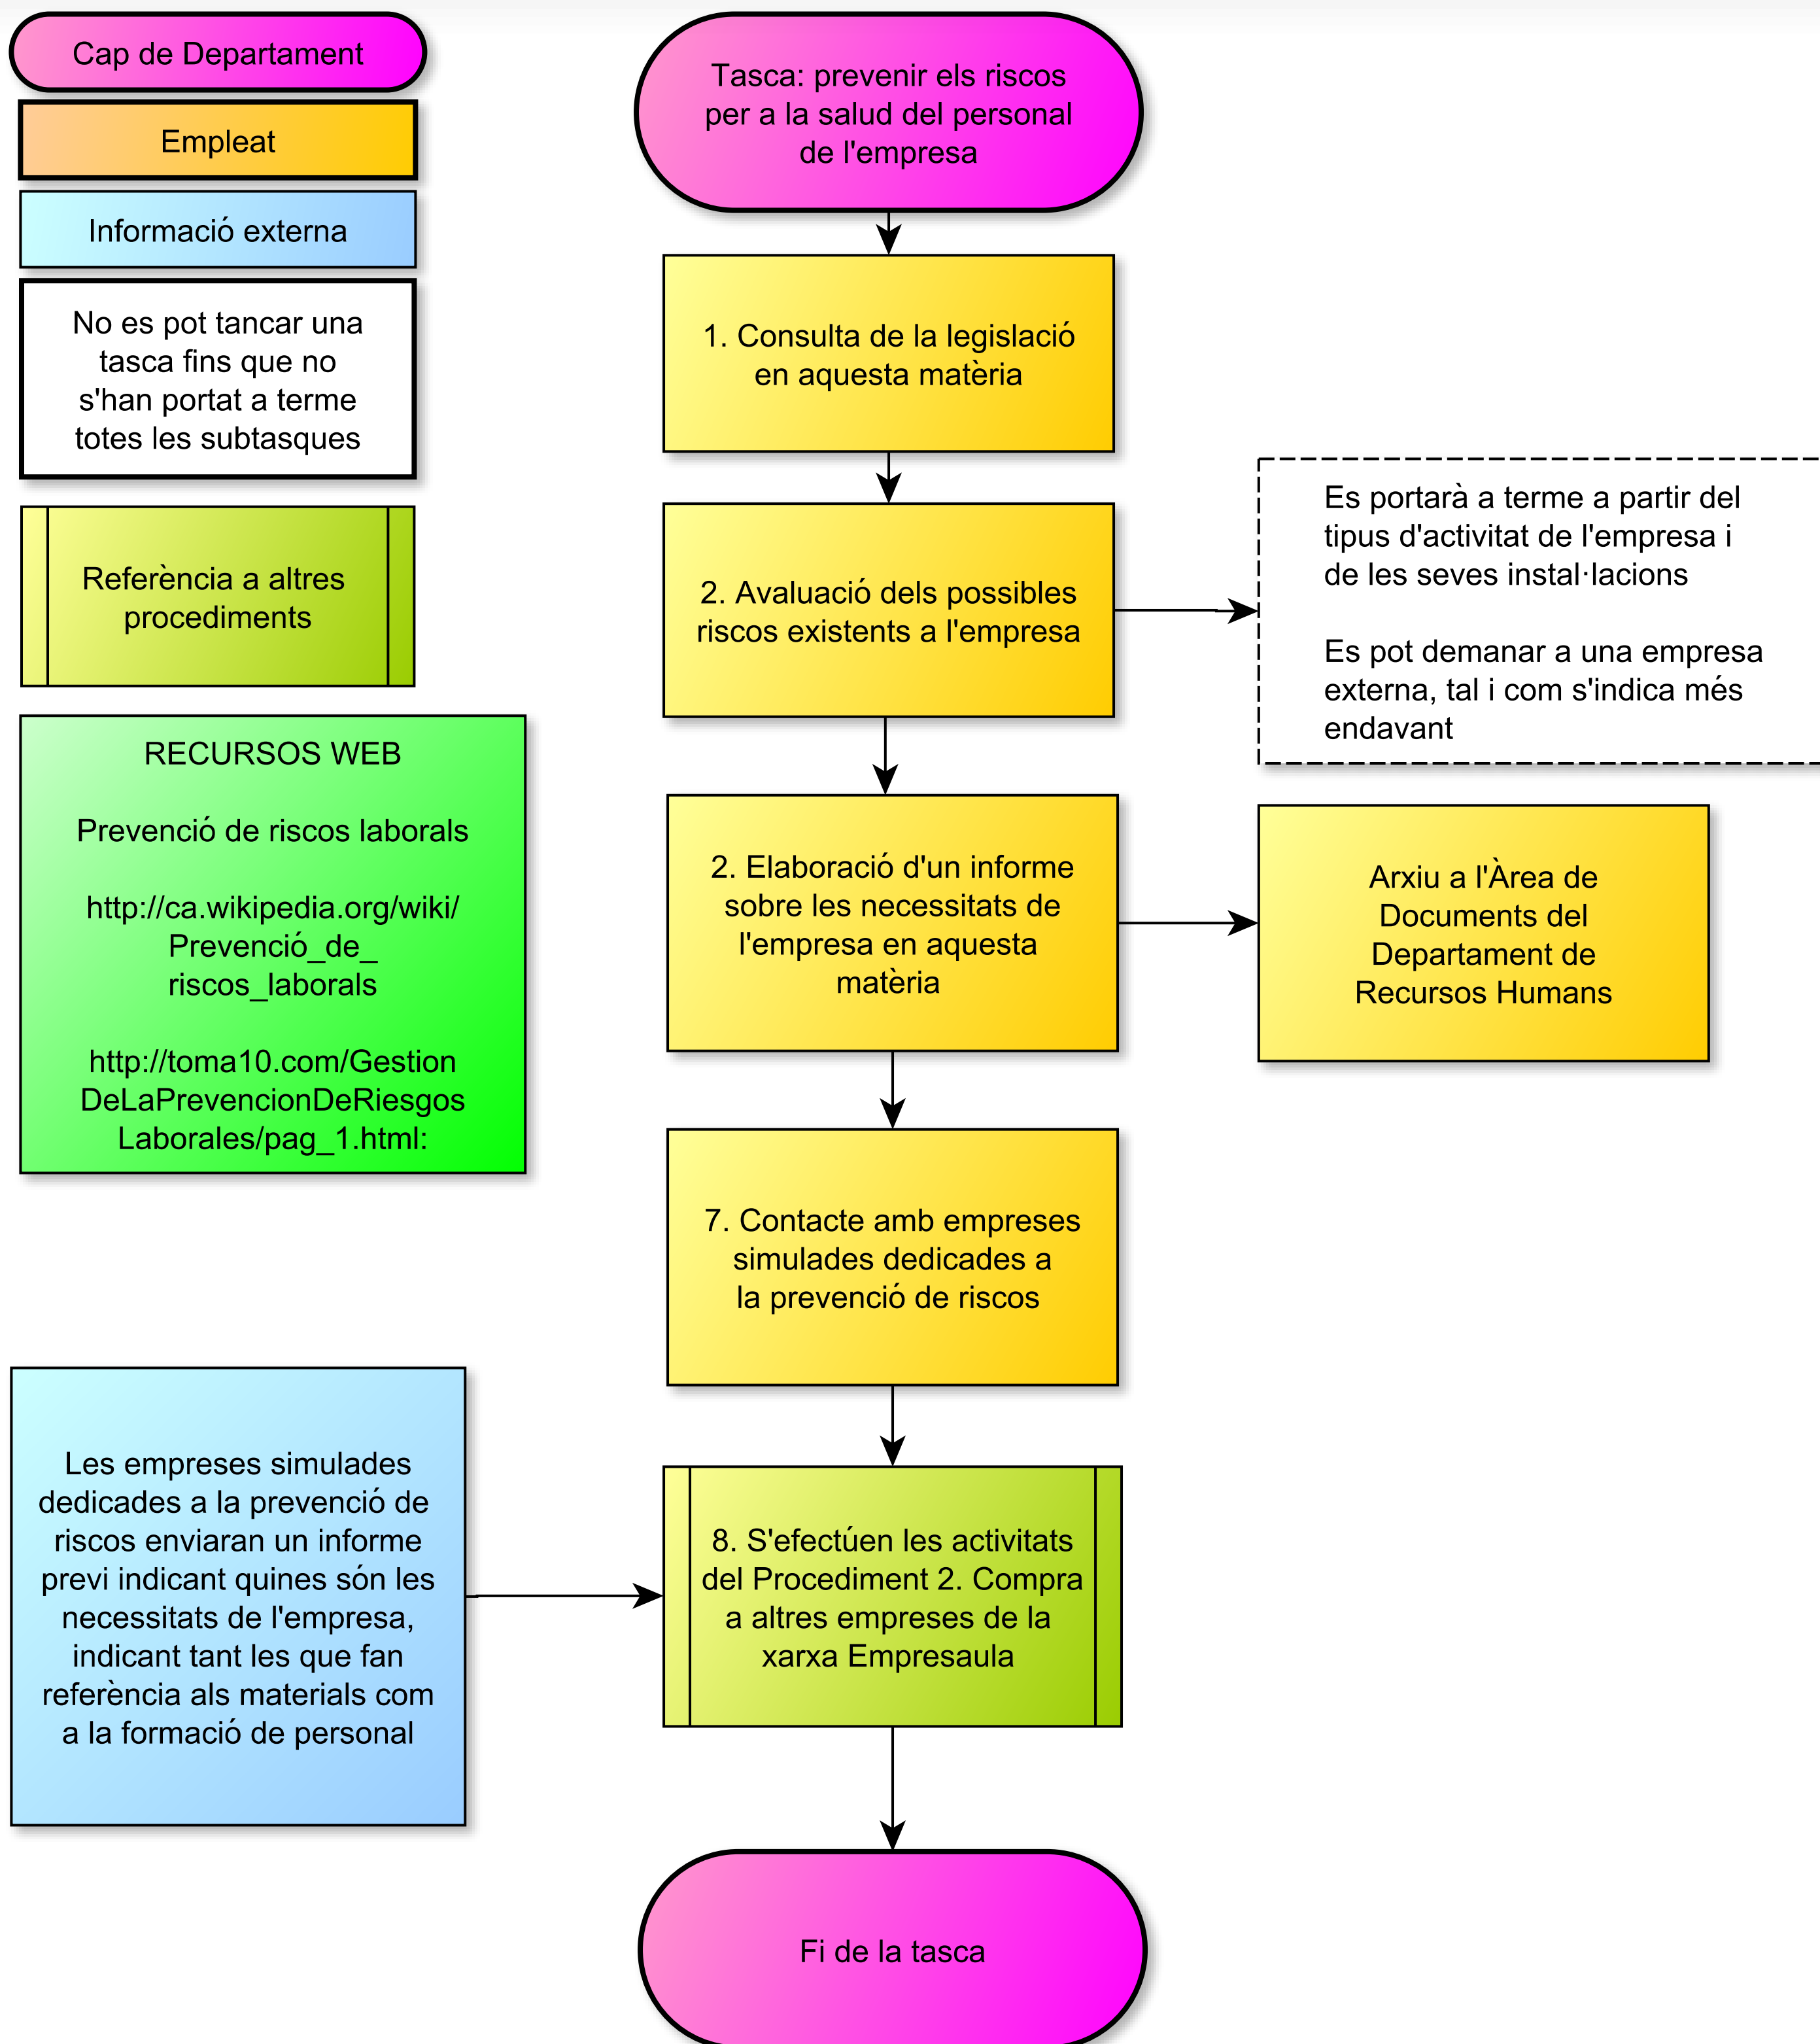 Cap de Departament
Empleat
Informació externa
No es pot tancar una
tasca fins que no
s'han portat a terme
totes les subtasques
Referència a altres
procediments
RECURSOS WEB
Prevenció de riscos laborals
http://ca.wikipedia.org/wiki/
Prevenció_de_
riscos_laborals
http://toma10.com/Gestion
DeLaPrevencionDeRiesgos
Laborales/pag_1.html:
Tasca: prevenir els riscos
per a la salud del personal
de l'empresa
1. Consulta de la legislació
en aquesta matèria
2. Avaluació dels possibles
riscos existents a l'empresa
Es portarà a terme a partir del
tipus d'activitat de l'empresa i
de les seves instal·lacions
Es pot demanar a una empresa
externa, tal i com s'indica més
endavant
2. Elaboració d'un informe
sobre les necessitats de
l'empresa en aquesta
matèria
Arxiu a l'Àrea de
Documents del
Departament de
Recursos Humans
7. Contacte amb empreses
simulades dedicades a
la prevenció de riscos
Les empreses simulades
dedicades a la prevenció de
riscos enviaran un informe
previ indicant quines són les
necessitats de l'empresa,
indicant tant les que fan
referència als materials com
a la formació de personal
8. S'efectúen les activitats
del Procediment 2. Compra
a altres empreses de la
xarxa Empresaula
Fi de la tasca